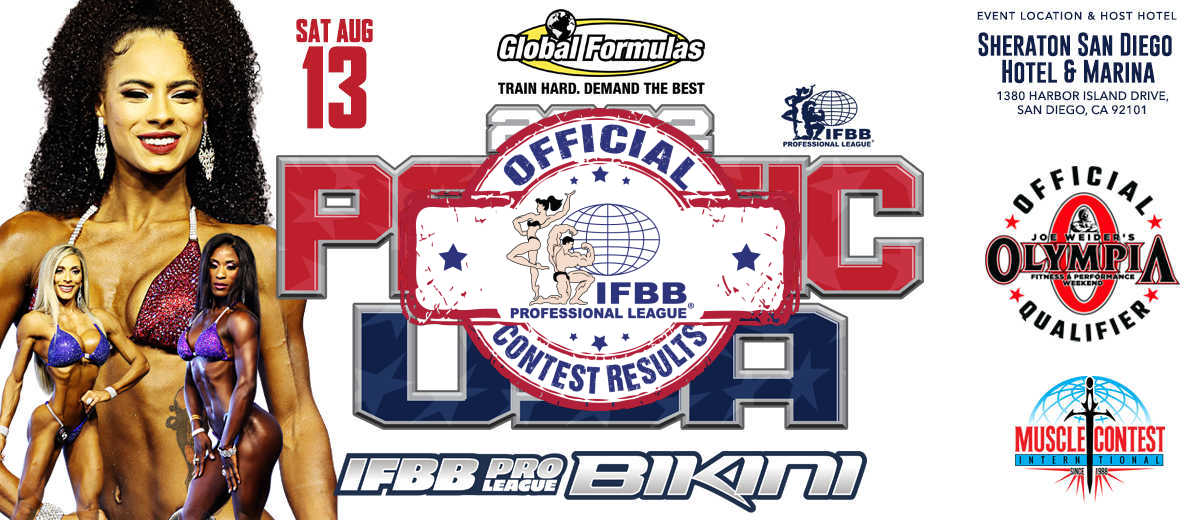 SAT AUG
13
Global Formulas
TRAIN HARD. DEMAND THE BEST
EVENT LOCATION & HOST HOTEL
SHERATON SAN DIEGO
HOTEL & MARINA
1380 HARBOR ISLAND DRIVE,
SAN DIEGO, CA 92101
IFBB
PROFESSIONAL LEAGUE
OFFICIAL
IFBB®
PROFESSIONAL LEAGUE
CONTEST RESULTS
USA
IFBB PRO
LEAGUE
BIKINI
OFFICIAL
JOE WEIDER'S
OLYMPIA
FITNESS & PERFORMANCE
WEEKEND
QUALIFIER
MUSCLE CONTEST
INTERNATIONAL
SINCE 1988